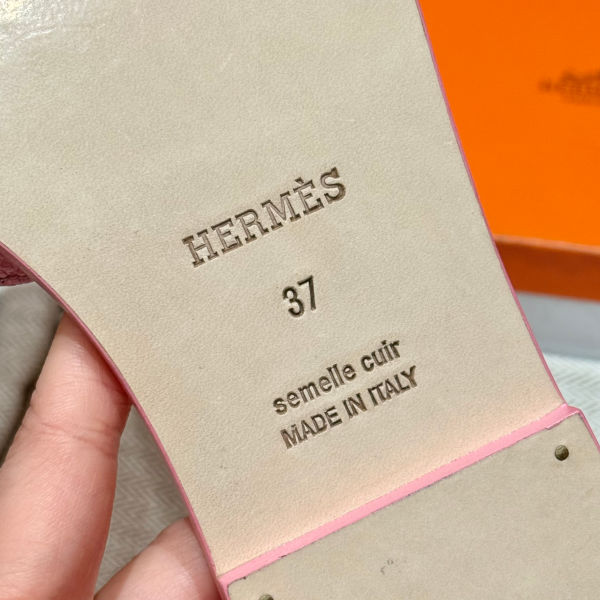 HERMÈS
37
semelle cuir
MADE IN ITALY